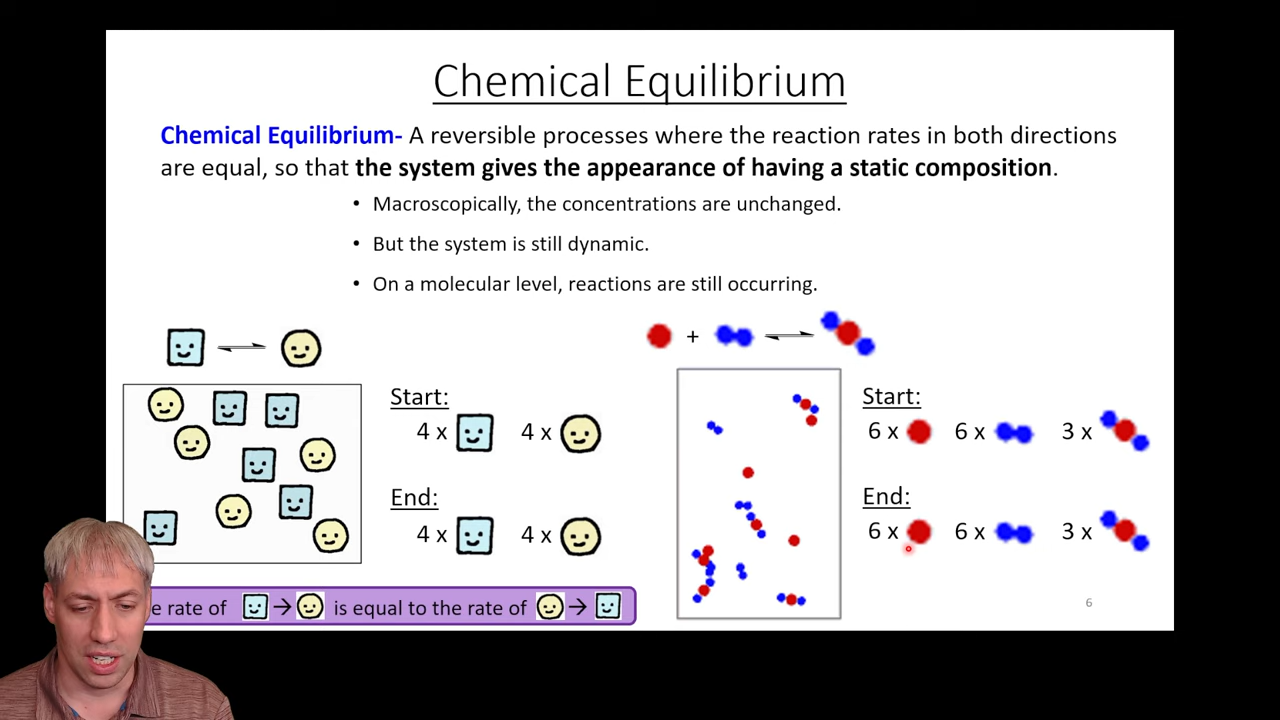 Chemical Equilibrium
Chemical Equilibrium- A reversible processes where the reaction rates in both directions
are equal, so that the system gives the appearance of having a static composition.
• Macroscopically, the concentrations are unchanged.
• But the system is still dynamic.
• On a molecular level, reactions are still occurring.
+
Start:
4 x 4 x
End:
4 x 4 x
Start:
6 x 6 x 3 x
End:
6 x 6 x 3 x
e rate of → is equal to the rate of →
6